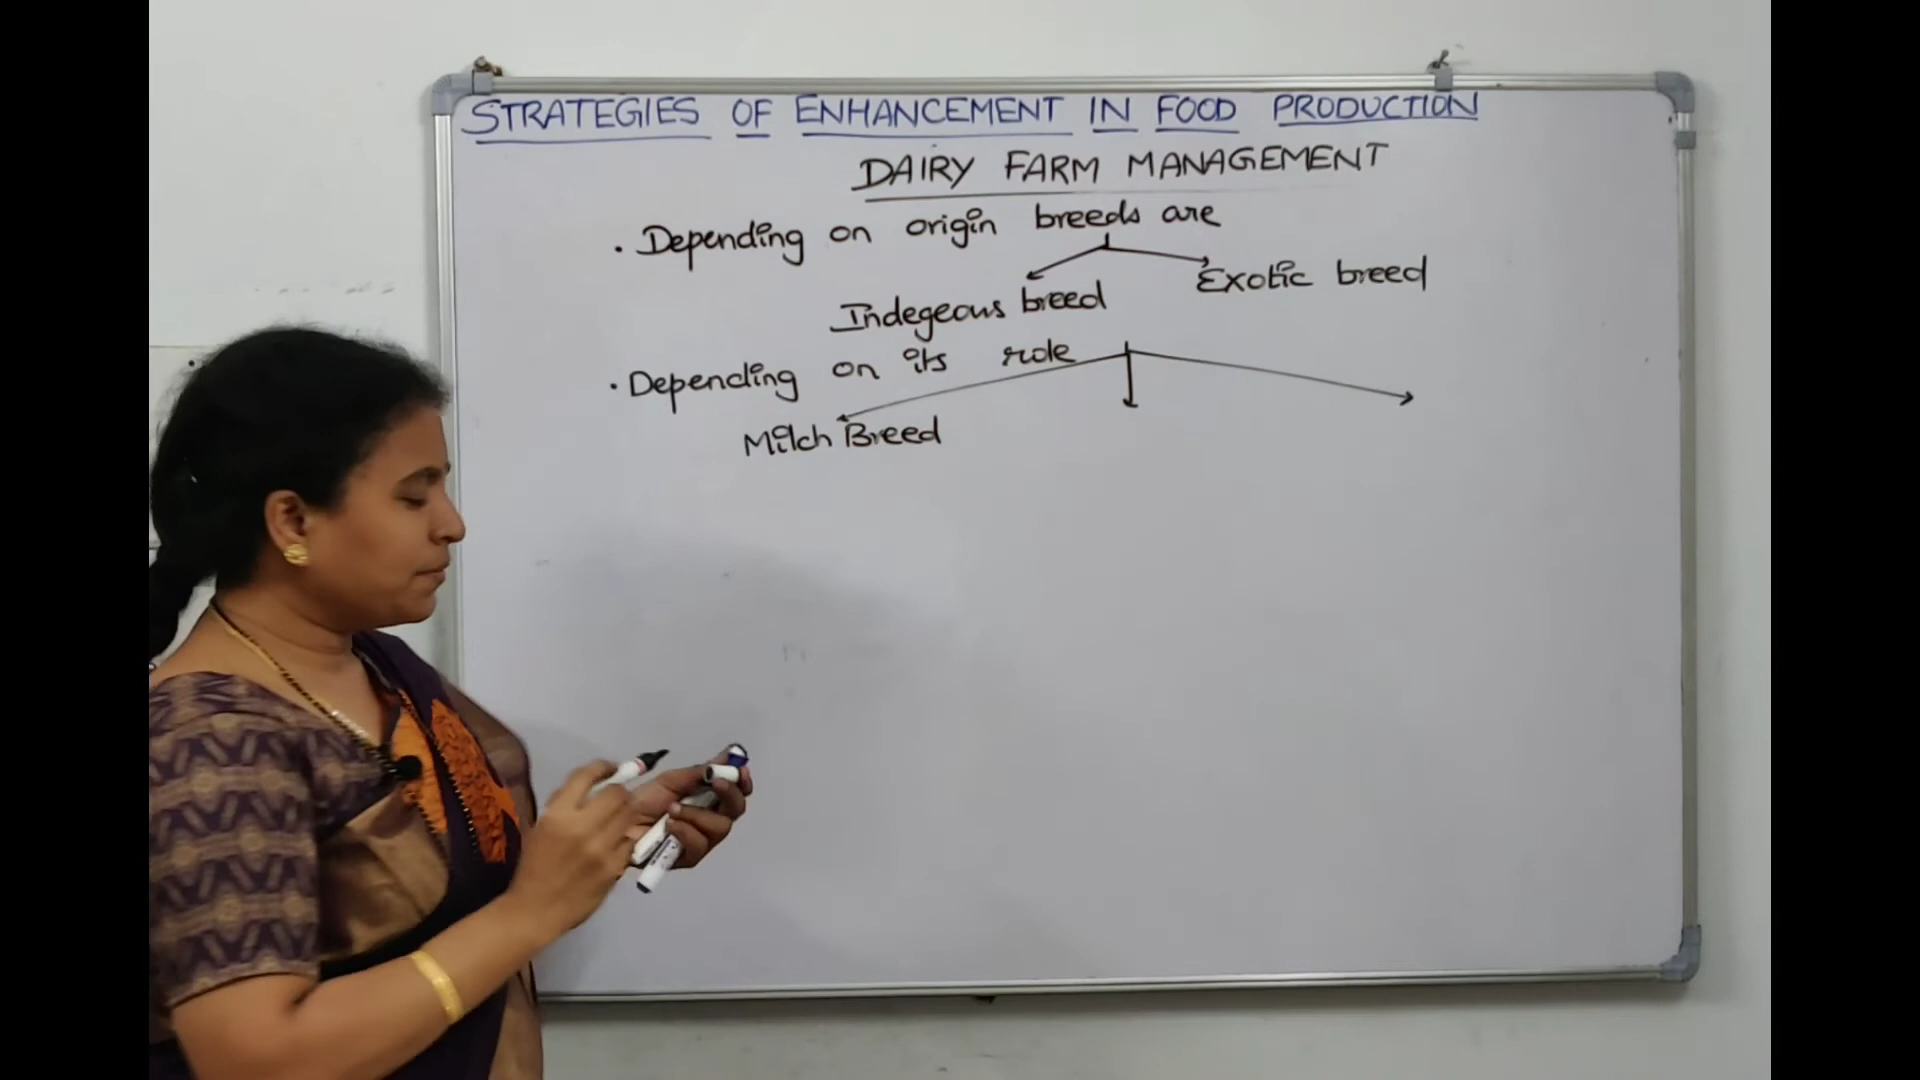 STRATEGIES OF ENHANCEMENT IN FOOD PRODUCTION
DAIRY FARM MANAGEMENT
. Depending on origin breeds are
Indegeous breed Exotic breed
. Depending on its role
Milch Breed